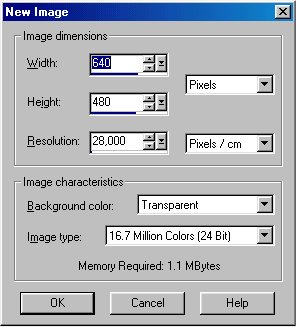 New Image
Image dimensions
Width: 640
Pixels
Height: 480
Resolution: 28,000 Pixels / cm
Image characteristics
Background color: Transparent
Image type: 16.7 Million Colors (24 Bit)
Memory Required: 1.1 MBytes
OK Cancel Help